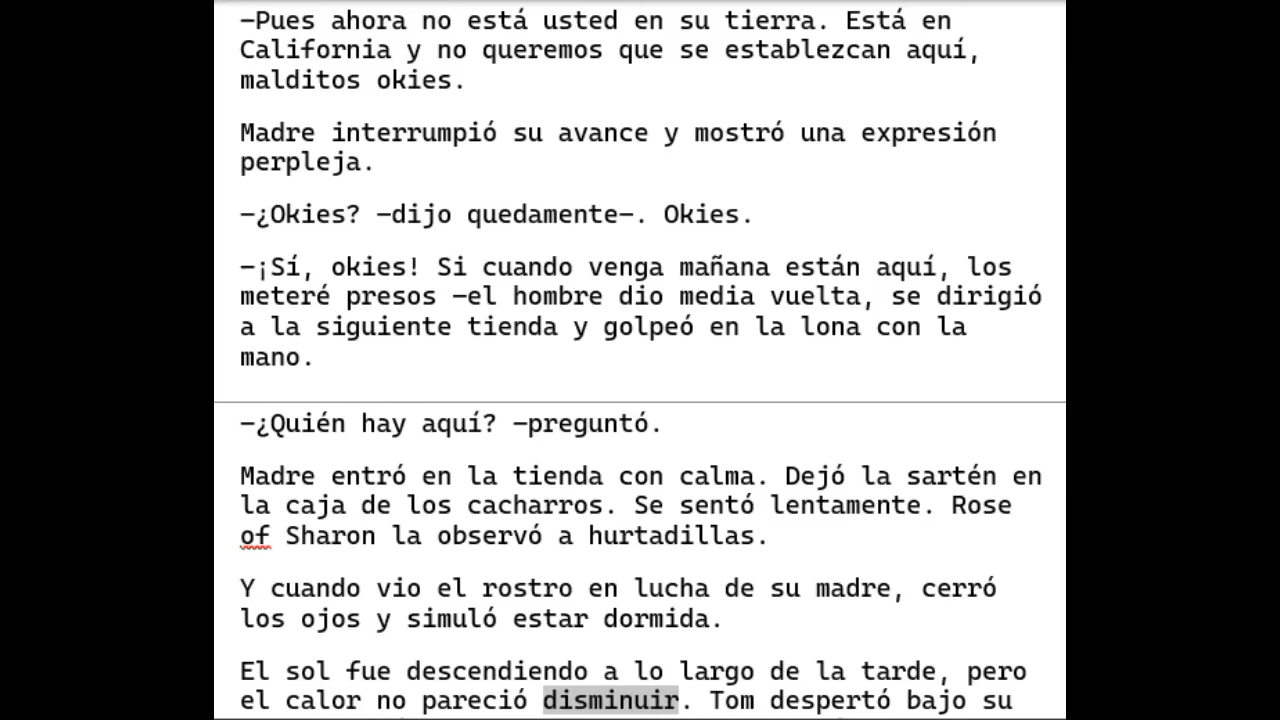 —Pues ahora no está usted en su tierra. Está en
California y no queremos que se establezcan aquí,
malditos okies.
Madre interrumpió su avance y mostró una expresión
perpleja.
—¿Okies? —dijo quedamente—. Okies.
—¡Sí, okies! Si cuando venga mañana están aquí, los
meteré presos —el hombre dio media vuelta, se dirigió
a la siguiente tienda y golpeó en la lona con la
mano.
—¿Quién hay aquí? —preguntó.
Madre entró en la tienda con calma. Dejó la sartén en
la caja de los cacharros. Se sentó lentamente. Rose
of Sharon la observó a hurtadillas.
Y cuando vio el rostro en lucha de su madre, cerró
los ojos y simuló estar dormida.
El sol fue descendiendo a lo largo de la tarde, pero
el calor no pareció disminuir. Tom despertó bajo su